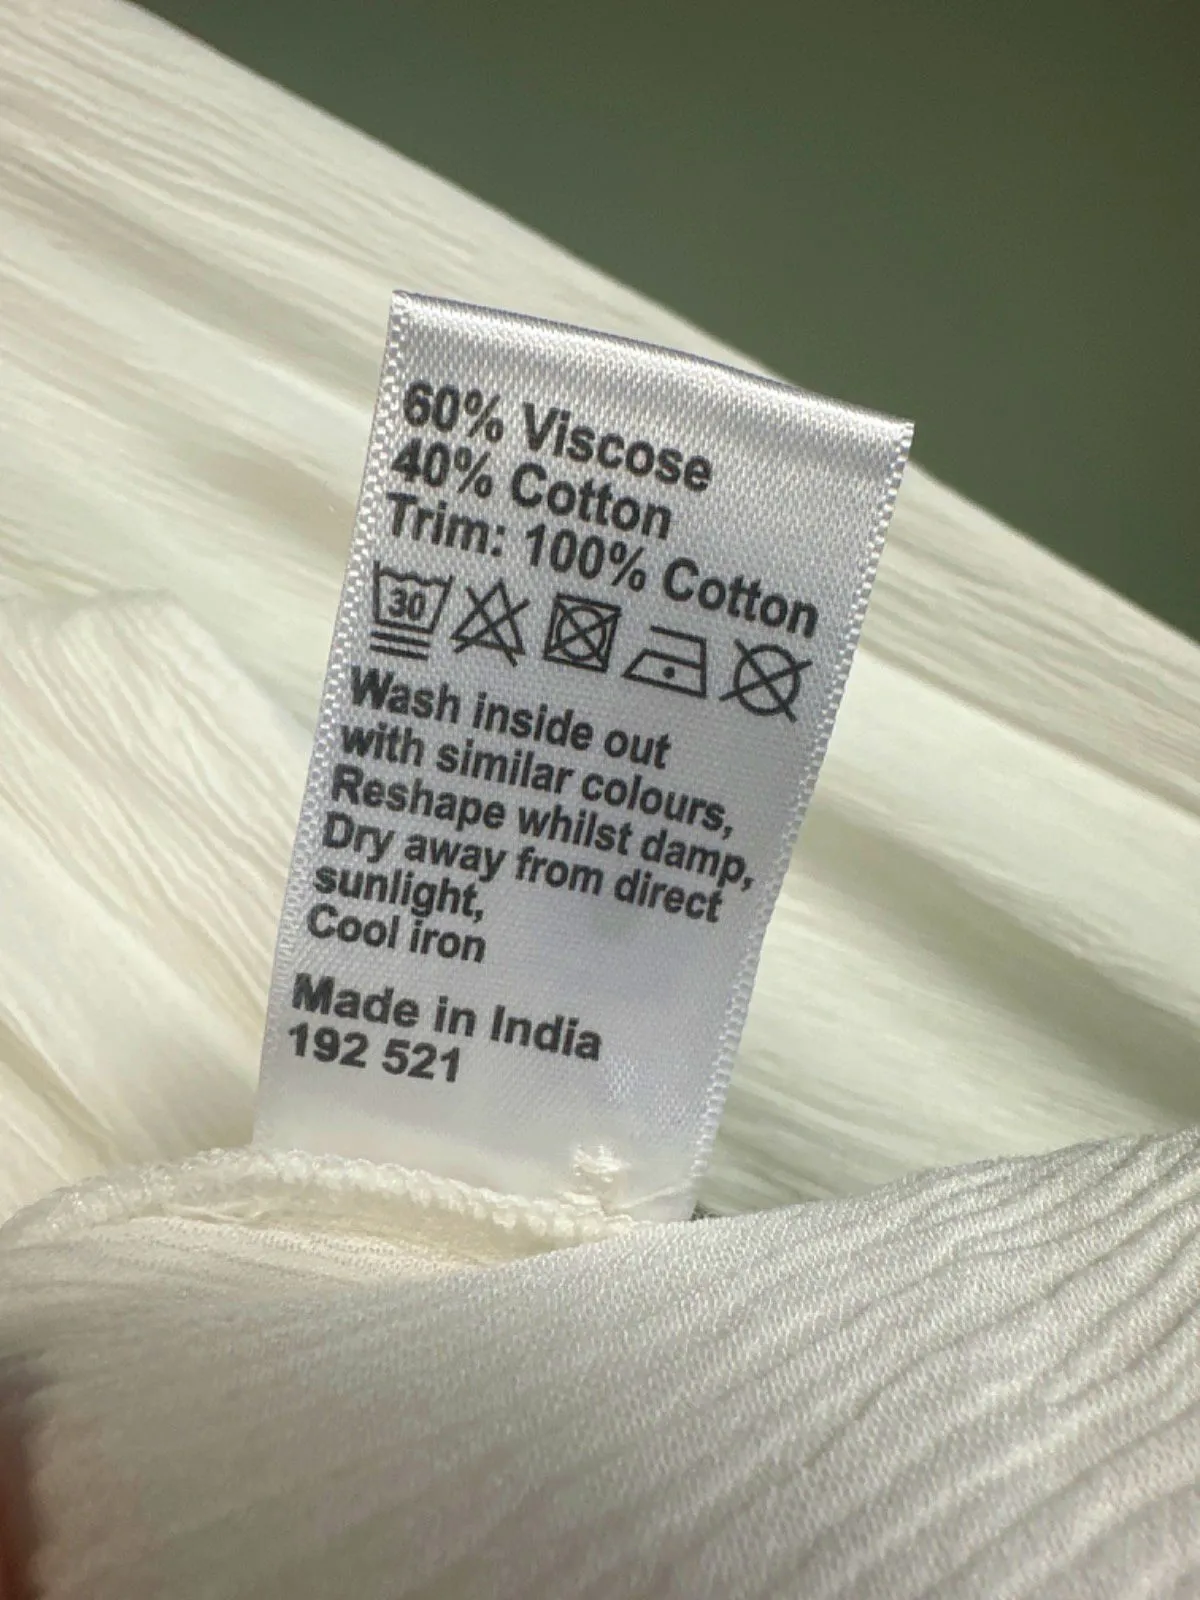 60% Viscose
40% Cotton
Trim: 100% Cotton
30
Wash inside out
with similar colours,
Reshape whilst damp,
Dry away from direct
sunlight,
Cool iron
Made in India
192 521